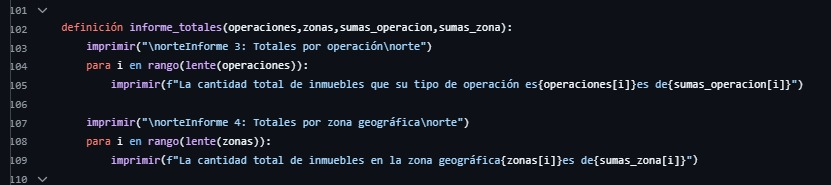 101
102 definición informe_totales(operaciones,zonas,sumas_operacion,sumas_zona):
103 imprimir("\norteInforme 3: Totales por operación\norte")
104 para i en rango(lente(operaciones)):
105 imprimir(f"La cantidad total de inmuebles que su tipo de operación es{operaciones[i]}es de{sumas_operacion[i]}")
106
107 imprimir("\norteInforme 4: Totales por zona geográfica\norte")
108 para i en rango(lente(zonas)):
109 imprimir(f"La cantidad total de inmuebles en la zona geográfica{zonas[i]}es de{sumas_zona[i]}")
110